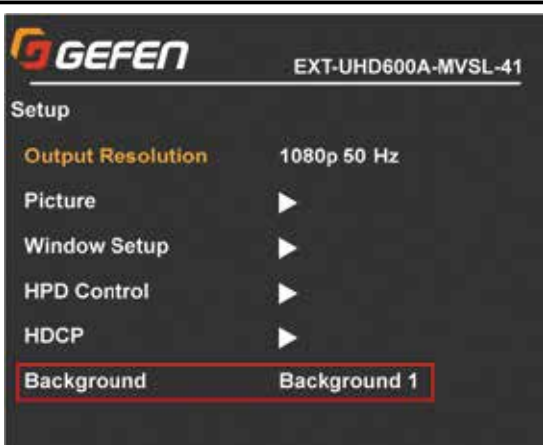 GEFEN
EXT-UHD600A-MVSL-41
Setup
Output Resolution 1080p 50 Hz
Picture
Window Setup
HPD Control
HDCP
Background Background 1